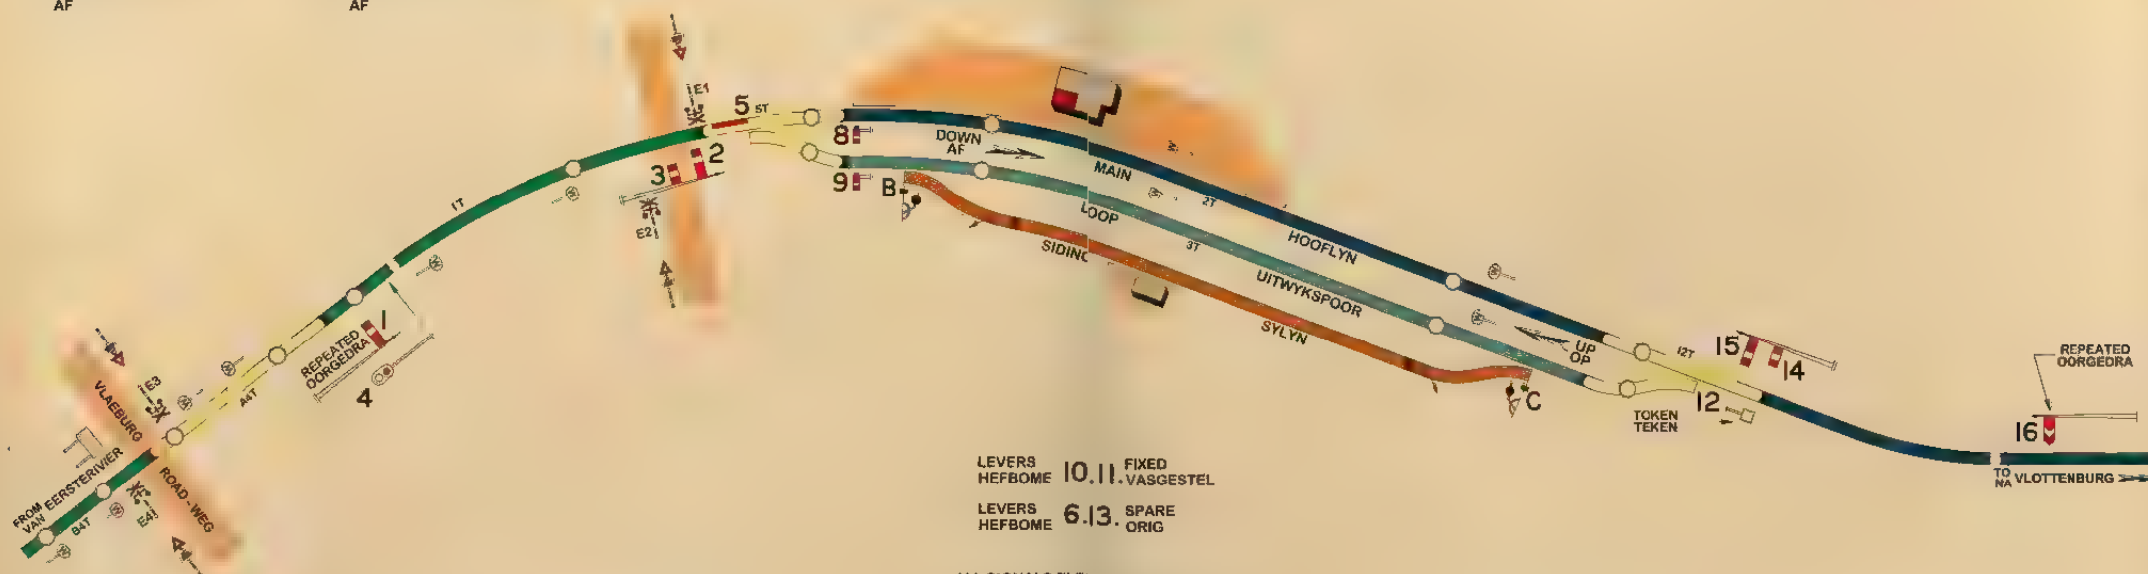 AF
AF
E1
5 5T
8
DOWN
AF
2
3
MAIN
9
B
1T
2T
LOOP
E2
3T
HOOFLYN
SIDING
UITWYKSPOOR
1
REPEATED
OORGEDRA
SYLYN
UP
OP
12T
15
14
REPEATED
OORGEDRA
E3
4
A4T
VLAEBURG
C
12
TOKEN
TEKEN
16
ROAD-WEG
FROM
VAN EERSTERIVIER
B4T
E4
LEVERS
HEFBOME 10.11. FIXED
VASGESTEL
TO
NA VLOTTENBURG
LEVERS
HEFBOME 6.13. SPARE
ORIG